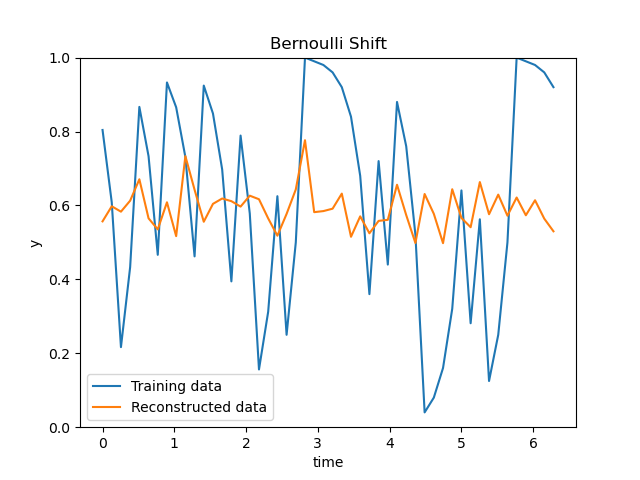 Bernoulli Shift
1.0
0.8
0.6
0.4
0.2
0.0
y
Training data
Reconstructed data
0 1 2 3 4 5 6
time